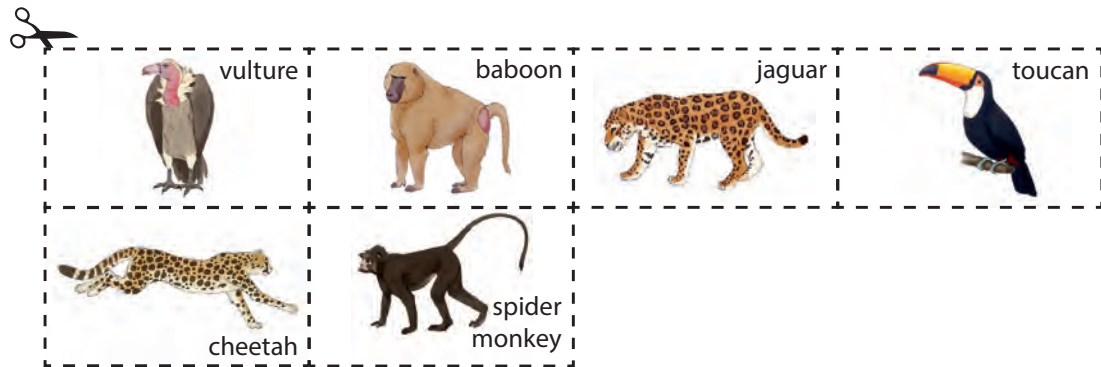 vulture
baboon
jaguar
toucan
cheetah
spider
monkey